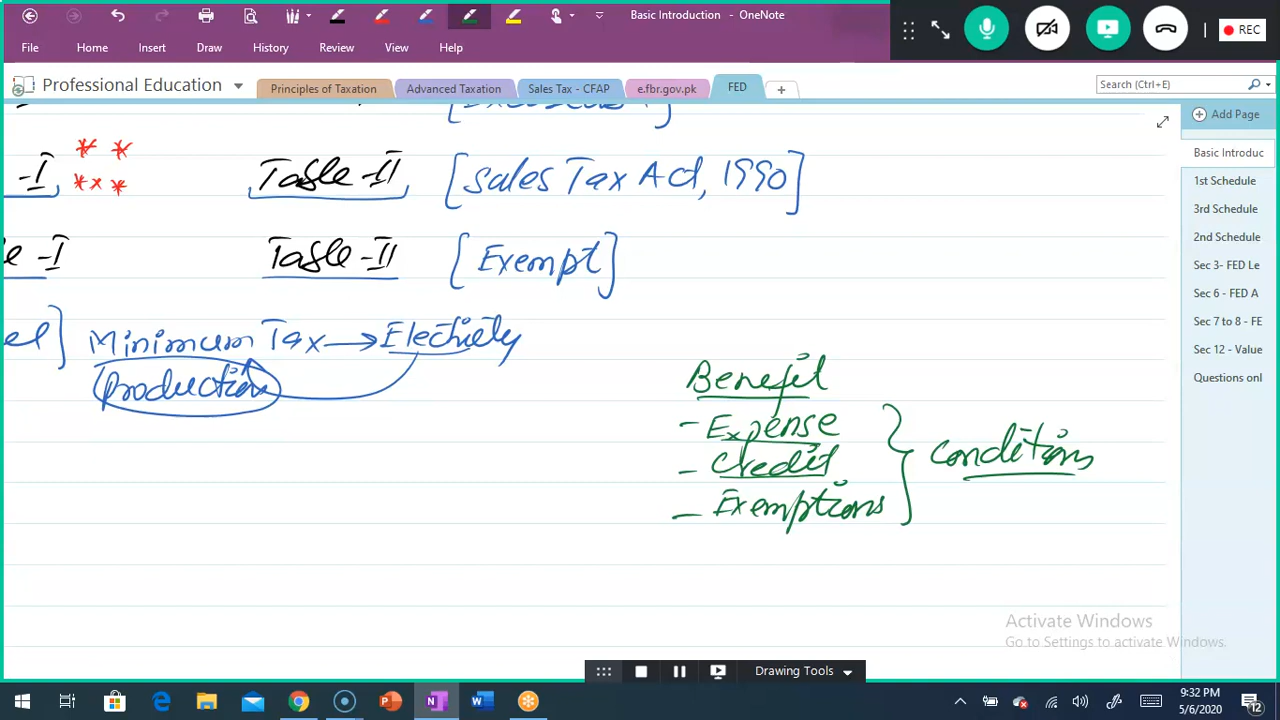 Basic Introduction - OneNote
REC
File Home Insert Draw History Review View Help
Professional Education
Principles of Taxation
Advanced Taxation
Sales Tax - CFAP
e.fbr.gov.pk
FED
Search (Ctrl+E)
Add Page
-I Table-II [Sales Tax Act, 1990]
-I Table-II [Exempt]
Minimum Tax → Electricity
Production
Benefit
- Expense
- Credit
- Exemptions
Conditions
Basic Introduc
1st Schedule
3rd Schedule
2nd Schedule
Sec 3- FED Le
Sec 6 - FED A
Sec 7 to 8 - FE
Sec 12 - Value
Questions onl
Activate Windows
Go to Settings to activate Windows.
Drawing Tools
9:32 PM
5/6/2020
12